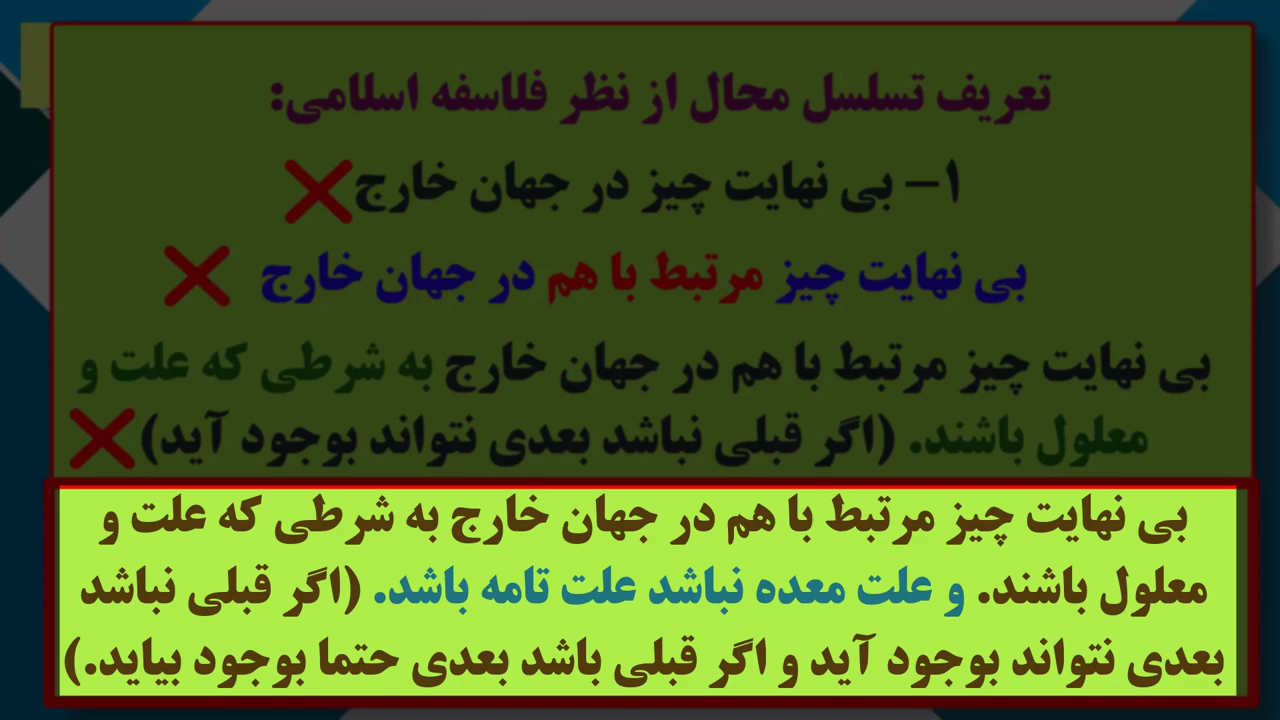 تعریف تسلسل محال از نظر فلاسفه اسلامی:
۱– بی نهایت چیز در جهان خارج
بی نهایت چیز مرتبط با هم در جهان خارج
بی نهایت چیز مرتبط با هم در جهان خارج به شرطی که علت و
معلول باشند. (اگر قبلی نباشد بعدی نتواند بوجود آید)
بی نهایت چیز مرتبط با هم در جهان خارج به شرطی که علت و
معلول باشند. و علت معده نباشد علت تامه باشد. (اگر قبلی نباشد
بعدی نتواند بوجود آید و اگر قبلی باشد بعدی حتما بوجود بیاید.)